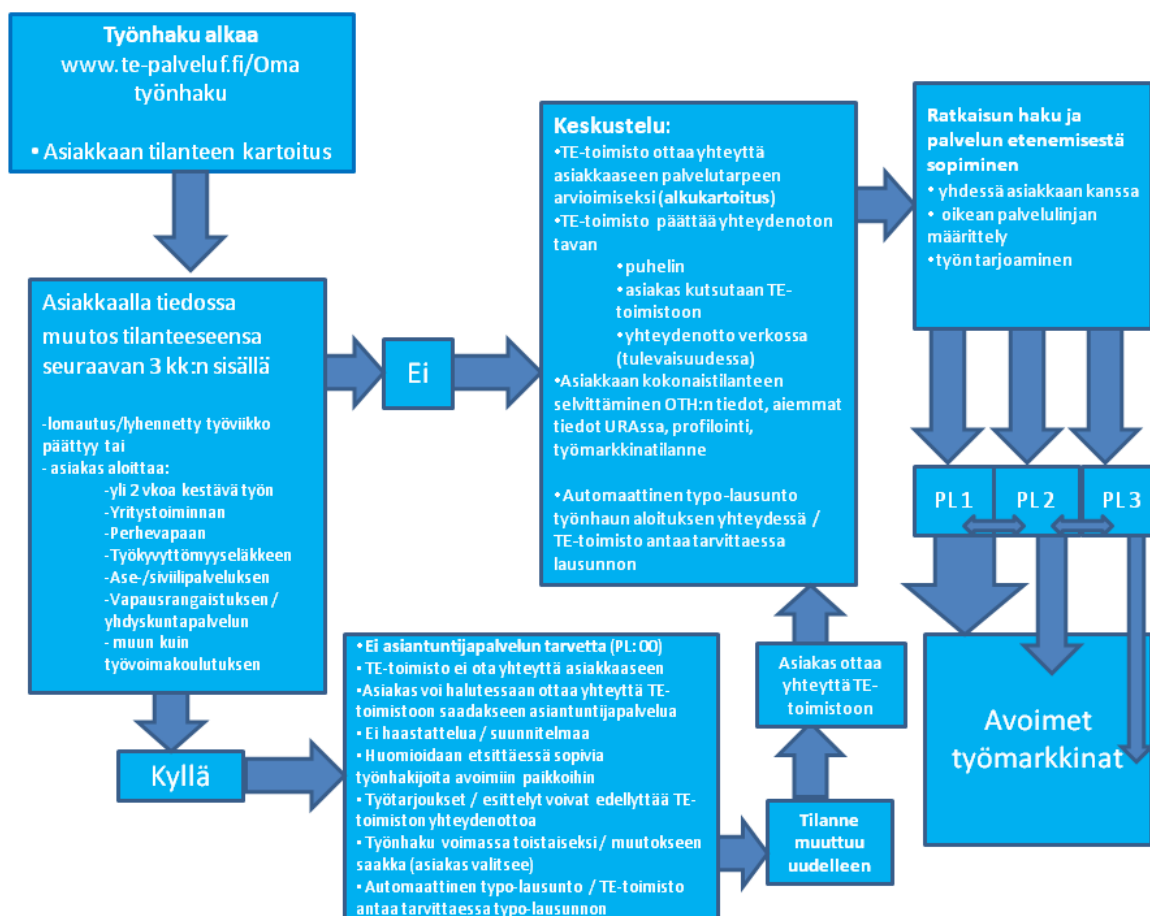 Työnhaku alkaa
www.te-palveluf.fi/Oma
työnhaku
• Asiakkaan tilanteen kartoitus
Asiakkaalla tiedossa
muutos tilanteeseensa
seuraavan 3 kk:n sisällä
-lomautus/lyhennetty työviikko
päättyy tai
- asiakas aloittaa:
-yli 2 vkoa kestävä työn
-Yritystoiminnan
-Perhevapaan
-Työkyvyttömyyseläkkeen
-Ase-/siviilipalveluksen
-Vapausrangaistuksen /
yhdyskuntapalvelun
- muun kuin
työvoimakoulutuksen
Ei
Kyllä
Keskustelu:
•TE-toimisto ottaa yhteyttä
asiakkaaseen palvelutarpeen
arvioimiseksi (alkukartoitus)
•TE-toimisto päättää yhteydenoton
tavan
•puhelin
•asiakas kutsutaan TE-
toimistoon
•yhteydenotto verkossa
(tulevaisuudessa)
•Asiakkaan kokonaistilanteen
selvittäminen OTH:n tiedot, aiemmat
tiedot URAssa, profilointi,
työmarkkinatilanne
•Automaattinen typo-lausunto
työnhaun aloituksen yhteydessä /
TE-toimisto antaa tarvittaessa
lausunnon
• Ei asiantuntijapalvelun tarvetta (PL: 00)
• TE-toimisto ei ota yhteyttä asiakkaaseen
•Asiakas voi halutessaan ottaa yhteyttä TE-
toimistoon saadakseen asiantuntijapalvelua
• Ei haastattelua / suunnitelmaa
• Huomioidaan etsittäessä sopivia
työnhakijoita avoimiin paikkoihin
• Työtarjoukset / esittelyt voivat edellyttää TE-
toimiston yhteydenottoa
• Työnhaku voimassa toistaiseksi / muutokseen
saakka (asiakas valitsee)
• Automaattinen typo-lausunto / TE-toimisto
antaa tarvittaessa typo-lausunnon
Tilanne
muuttuu
uudelleen
Asiakas ottaa
yhteyttä TE-
toimistoon
Ratkaisun haku ja
palvelun etenemisestä
sopiminen
• yhdessä asiakkaan kanssa
• oikean palvelulinjan
määrittely
•työn tarjoaminen
PL 1
PL 2
PL 3
Avoimet
työmarkkinat